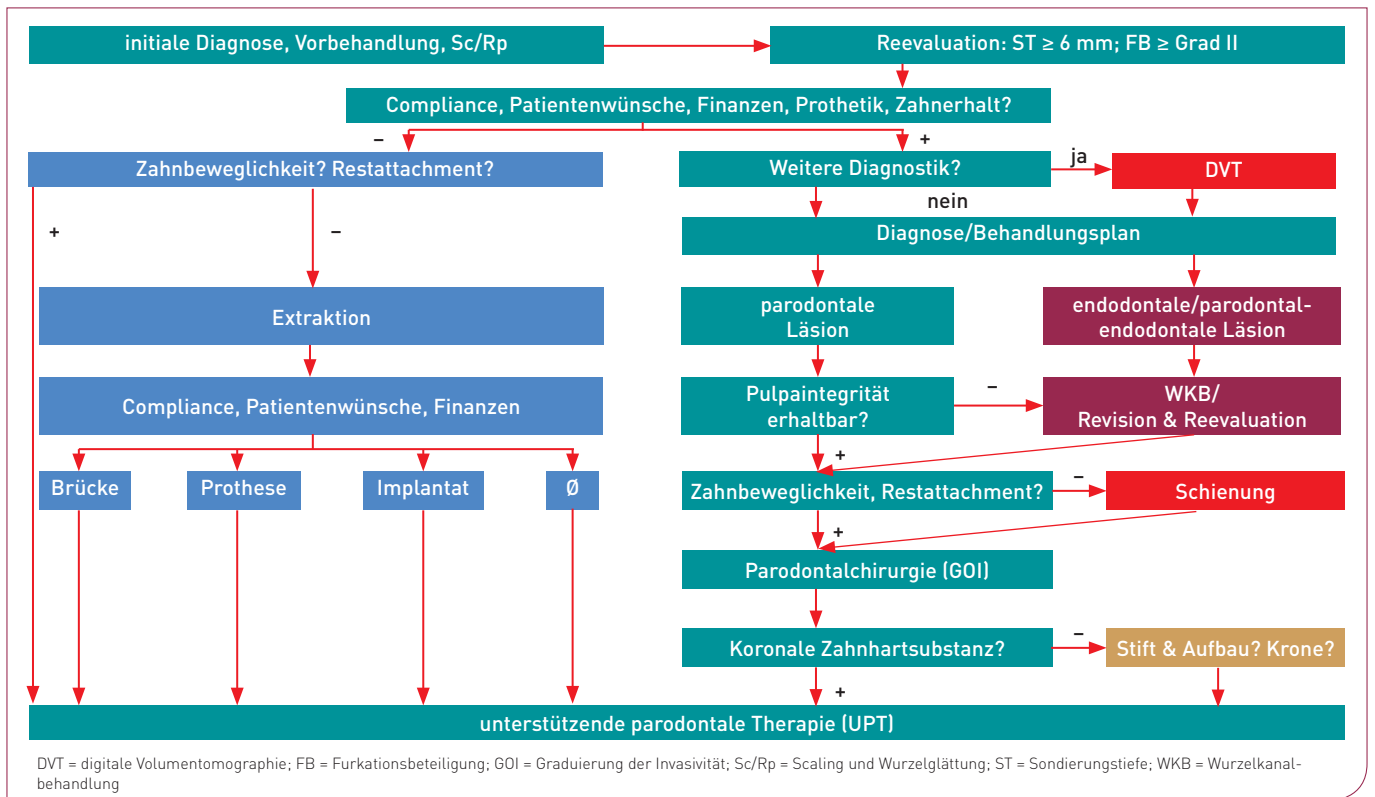 initiale Diagnose, Vorbehandlung, Sc/Rp
Reevaluation: ST ≥ 6 mm; FB ≥ Grad II
Compliance, Patientenwünsche, Finanzen, Prothetik, Zahnerhalt?
–
+
Zahnbeweglichkeit? Restattachment?
Weitere Diagnostik?
ja
DVT
nein
+
–
Diagnose/Behandlungsplan
Extraktion
parodontale
Läsion
endodontale/parodontal-
endodontale Läsion
Compliance, Patientenwünsche, Finanzen
Pulpaintegrität
erhaltbar?
–
WKB/
Revision & Reevaluation
+
Brücke
Prothese
Implantat
Ø
Zahnbeweglichkeit, Restattachment?
–
Schienung
+
Parodontalchirurgie (GOI)
Koronale Zahnhartsubstanz?
–
Stift & Aufbau? Krone?
+
unterstützende parodontale Therapie (UPT)
DVT = digitale Volumentomographie; FB = Furkationsbeteiligung; GOI = Graduierung der Invasivität; Sc/Rp = Scaling und Wurzelglättung; ST = Sondierungstiefe; WKB = Wurzelkanal-
behandlung